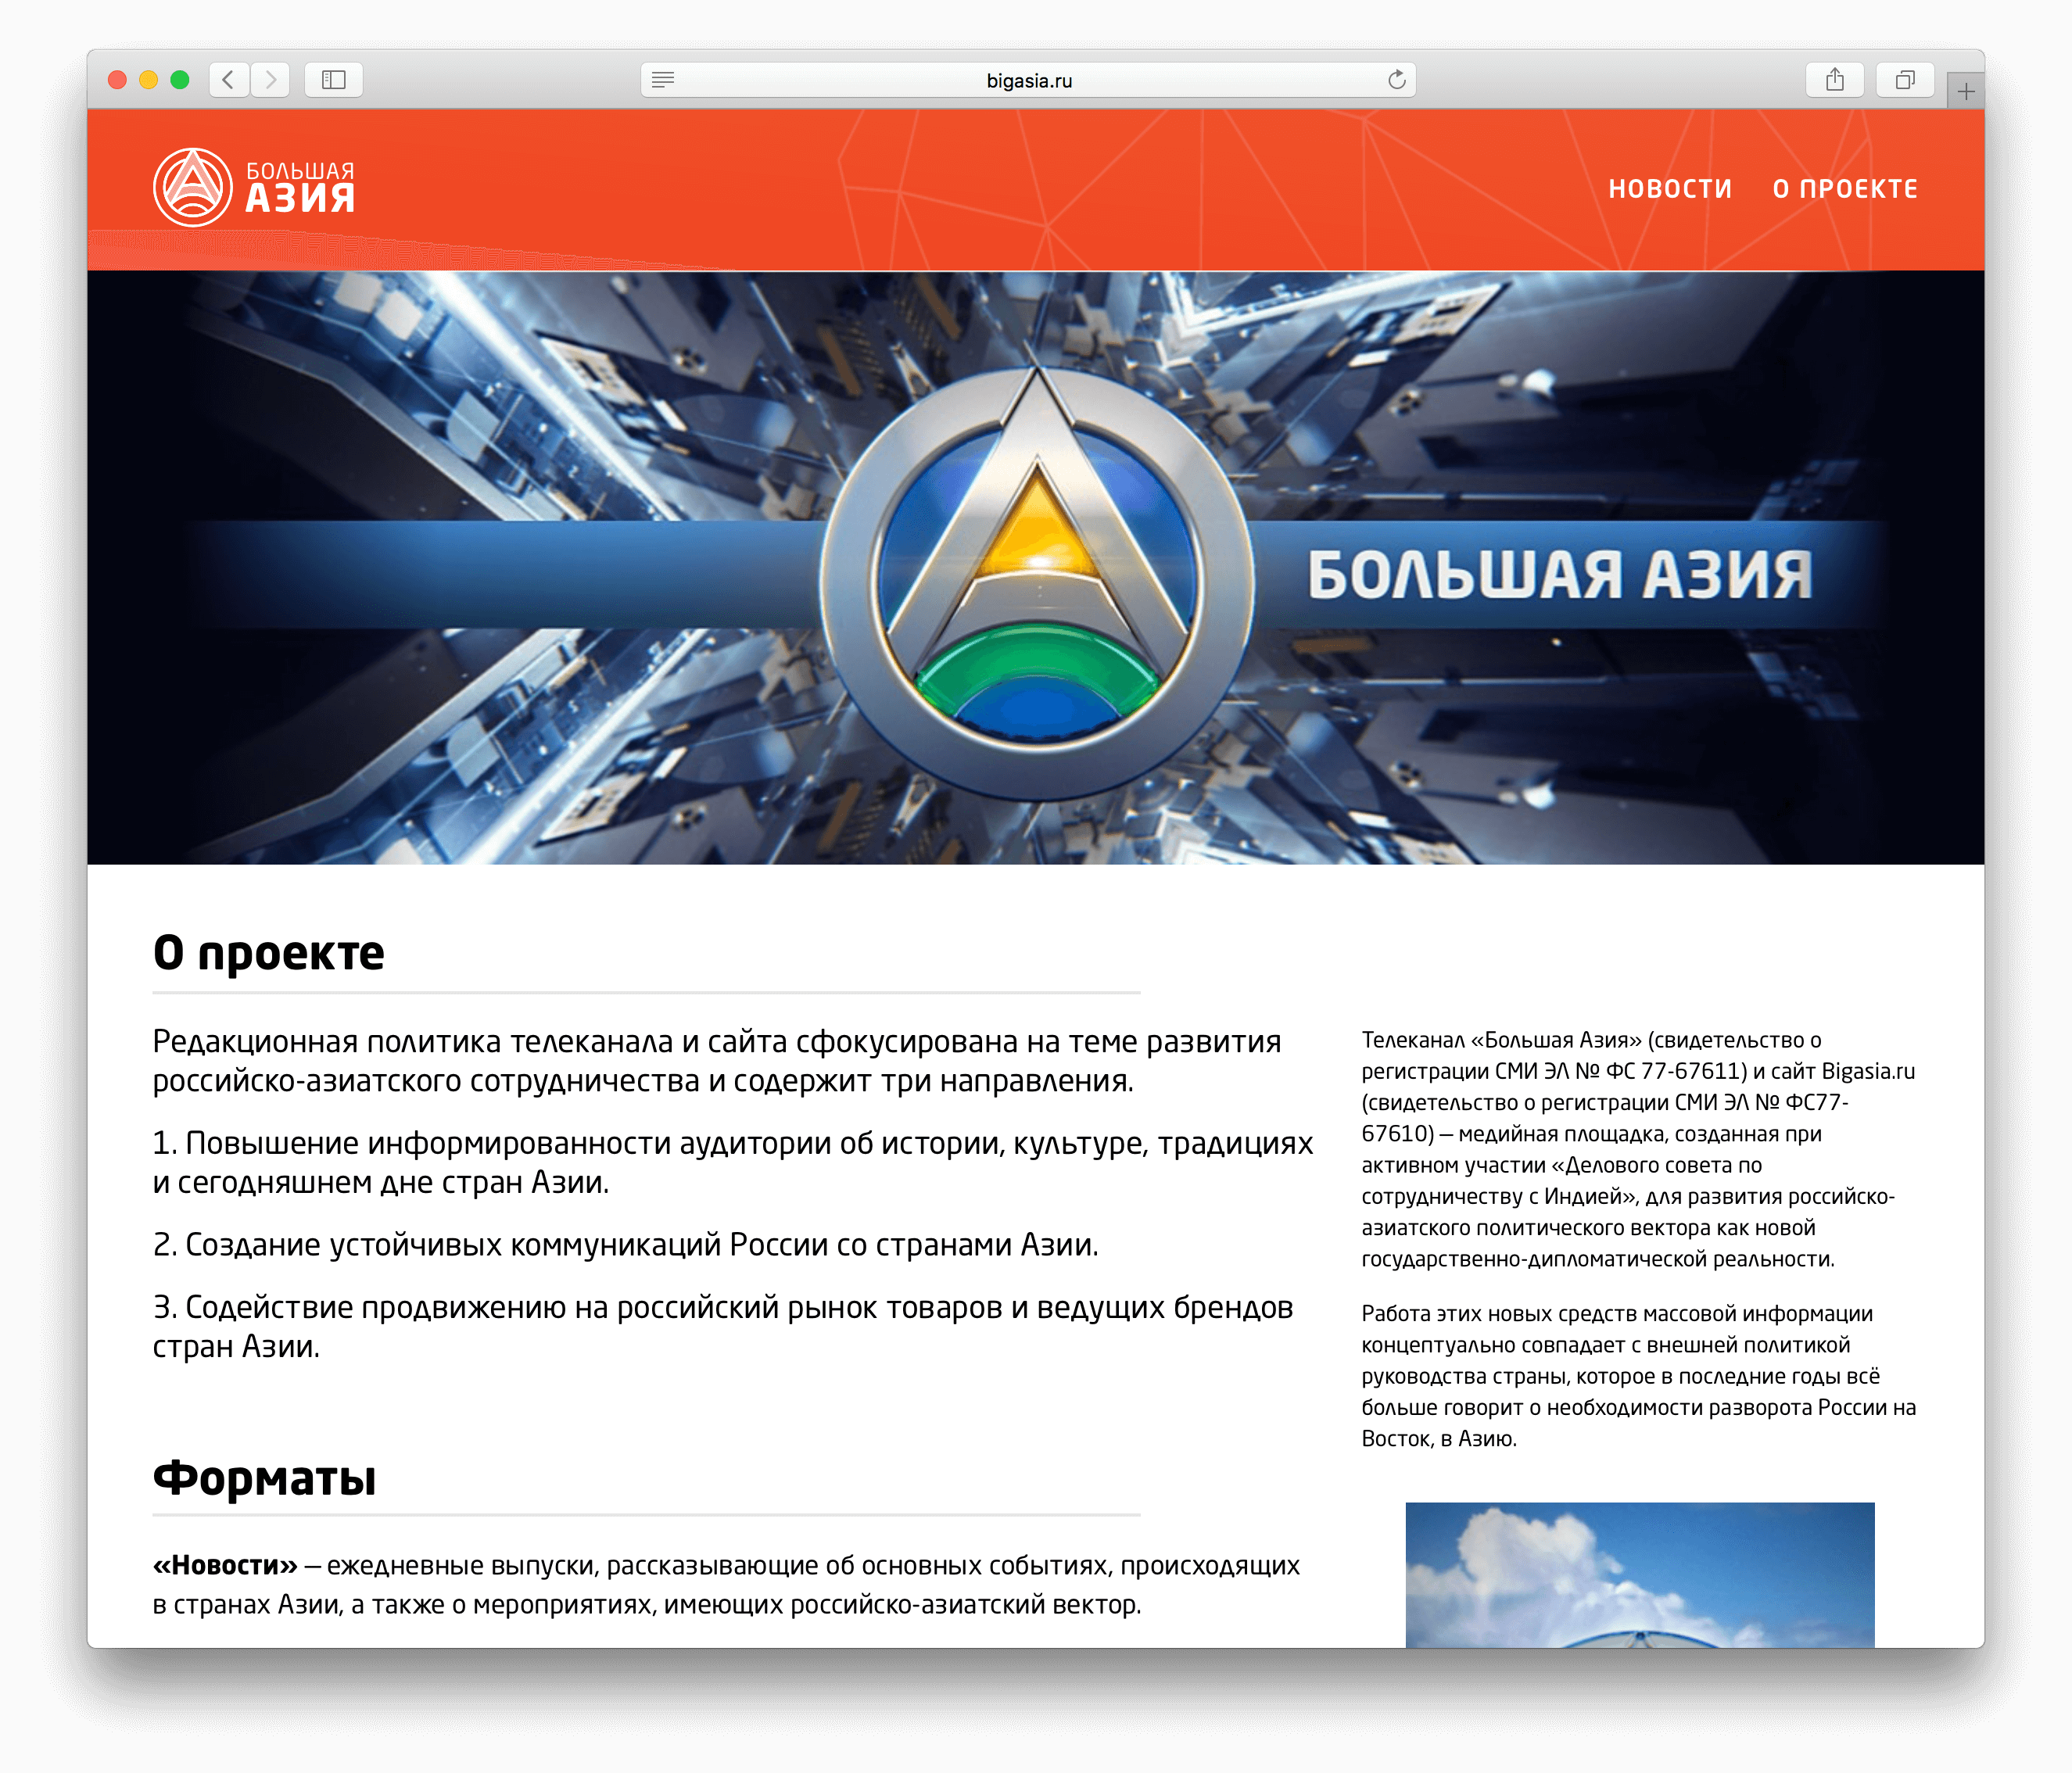 bigasia.ru
БОЛЬШАЯ
АЗИЯ
НОВОСТИ
О ПРОЕКТЕ
БОЛЬШАЯ АЗИЯ
О проекте
Редакционная политика телеканала и сайта сфокусирована на теме развития
российско-азиатского сотрудничества и содержит три направления.
1. Повышение информированности аудитории об истории, культуре, традициях
и сегодняшнем дне стран Азии.
2. Создание устойчивых коммуникаций России со странами Азии.
3. Содействие продвижению на российский рынок товаров и ведущих брендов
стран Азии.
Форматы
«Новости» — ежедневные выпуски, рассказывающие об основных событиях, происходящих
в странах Азии, а также о мероприятиях, имеющих российско-азиатский вектор.
Телеканал «Большая Азия» (свидетельство о
регистрации СМИ ЭЛ № ФС 77-67611) и сайт Bigasia.ru
(свидетельство о регистрации СМИ ЭЛ № ФС77-
67610) — медийная площадка, созданная при
активном участии «Делового совета по
сотрудничеству с Индией», для развития российско-
азиатского политического вектора как новой
государственно-дипломатической реальности.
Работа этих новых средств массовой информации
концептуально совпадает с внешней политикой
руководства страны, которое в последние годы всё
больше говорит о необходимости разворота России на
Восток, в Азию.